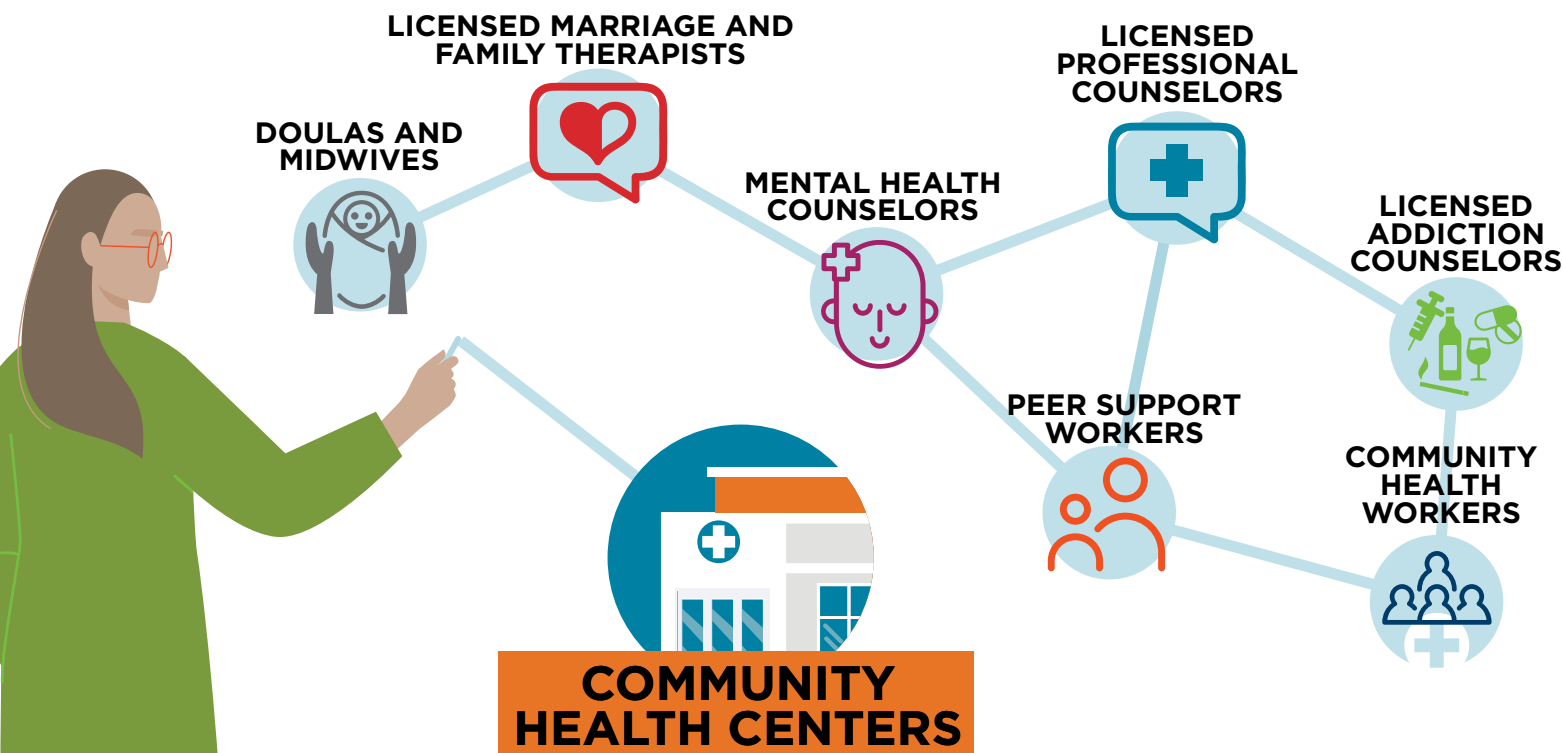 LICENSED MARRIAGE AND
FAMILY THERAPISTS
LICENSED
PROFESSIONAL
COUNSELORS
DOULAS AND
MIDWIVES
MENTAL HEALTH
COUNSELORS
LICENSED
ADDICTION
COUNSELORS
PEER SUPPORT
WORKERS
COMMUNITY
HEALTH
WORKERS
COMMUNITY
HEALTH CENTERS